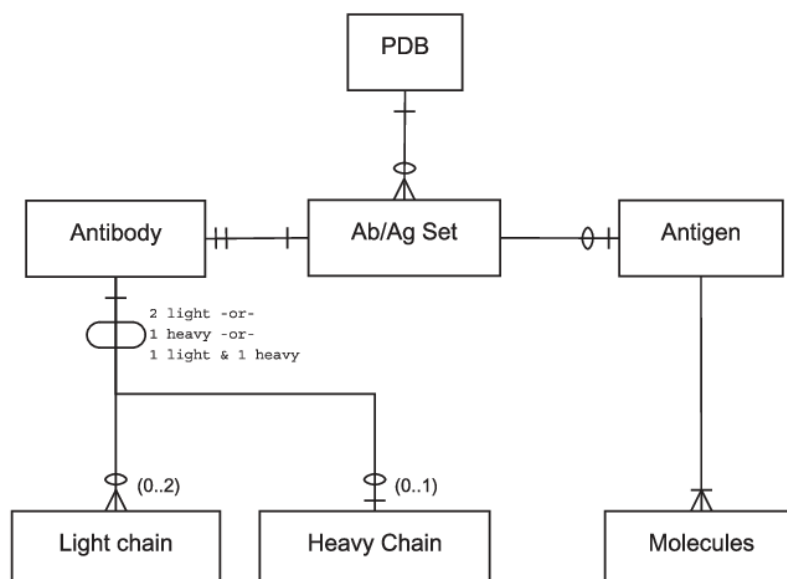 PDB
Antibody
Ab/Ag Set
Antigen
2 light -or-
1 heavy -or-
1 light & 1 heavy
(0..2)
(0..1)
Light chain
Heavy Chain
Molecules